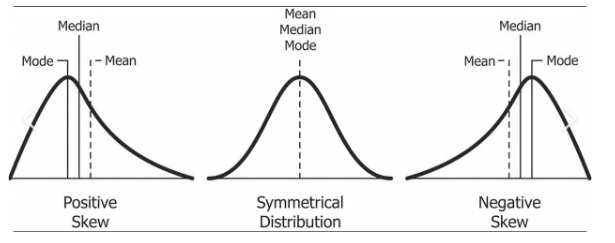 Median
Mode
Mean
Positive
Skew
Mean
Median
Mode
Symmetrical
Distribution
Median
Mean
Mode
Negative
Skew